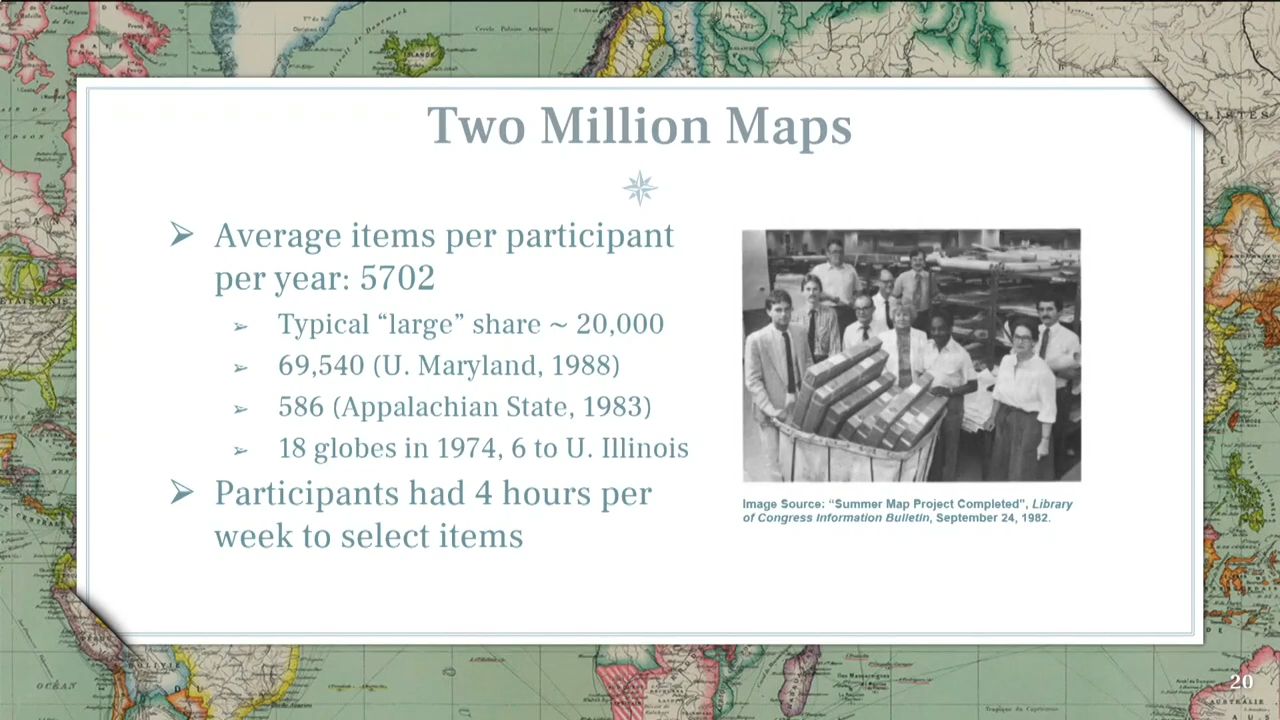 Two Million Maps
➢ Average items per participant
per year: 5702
➢ Typical “large” share ~ 20,000
➢ 69,540 (U. Maryland, 1988)
➢ 586 (Appalachian State, 1983)
➢ 18 globes in 1974, 6 to U. Illinois
➢ Participants had 4 hours per
week to select items
Image Source: “Summer Map Project Completed”, Library
of Congress Information Bulletin, September 24, 1982.
20